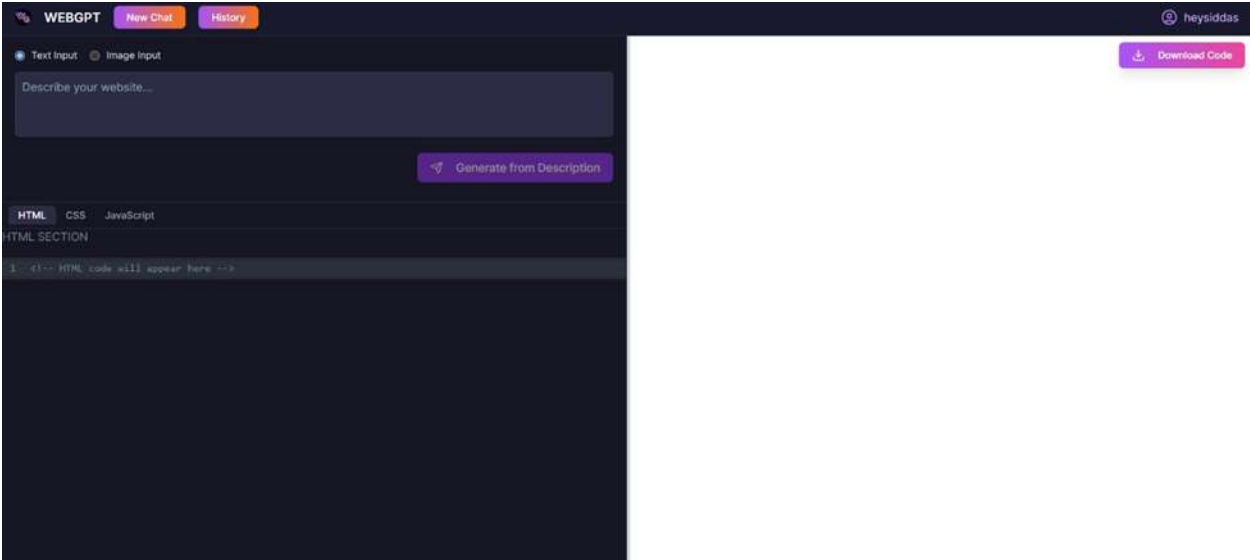 WEBGPT New Chat History heysiddas
Text Input Image Input
Download Code
Describe your website...
Generate from Description
HTML CSS JavaScript
HTML SECTION
1 <!-- HTML code will appear here -->